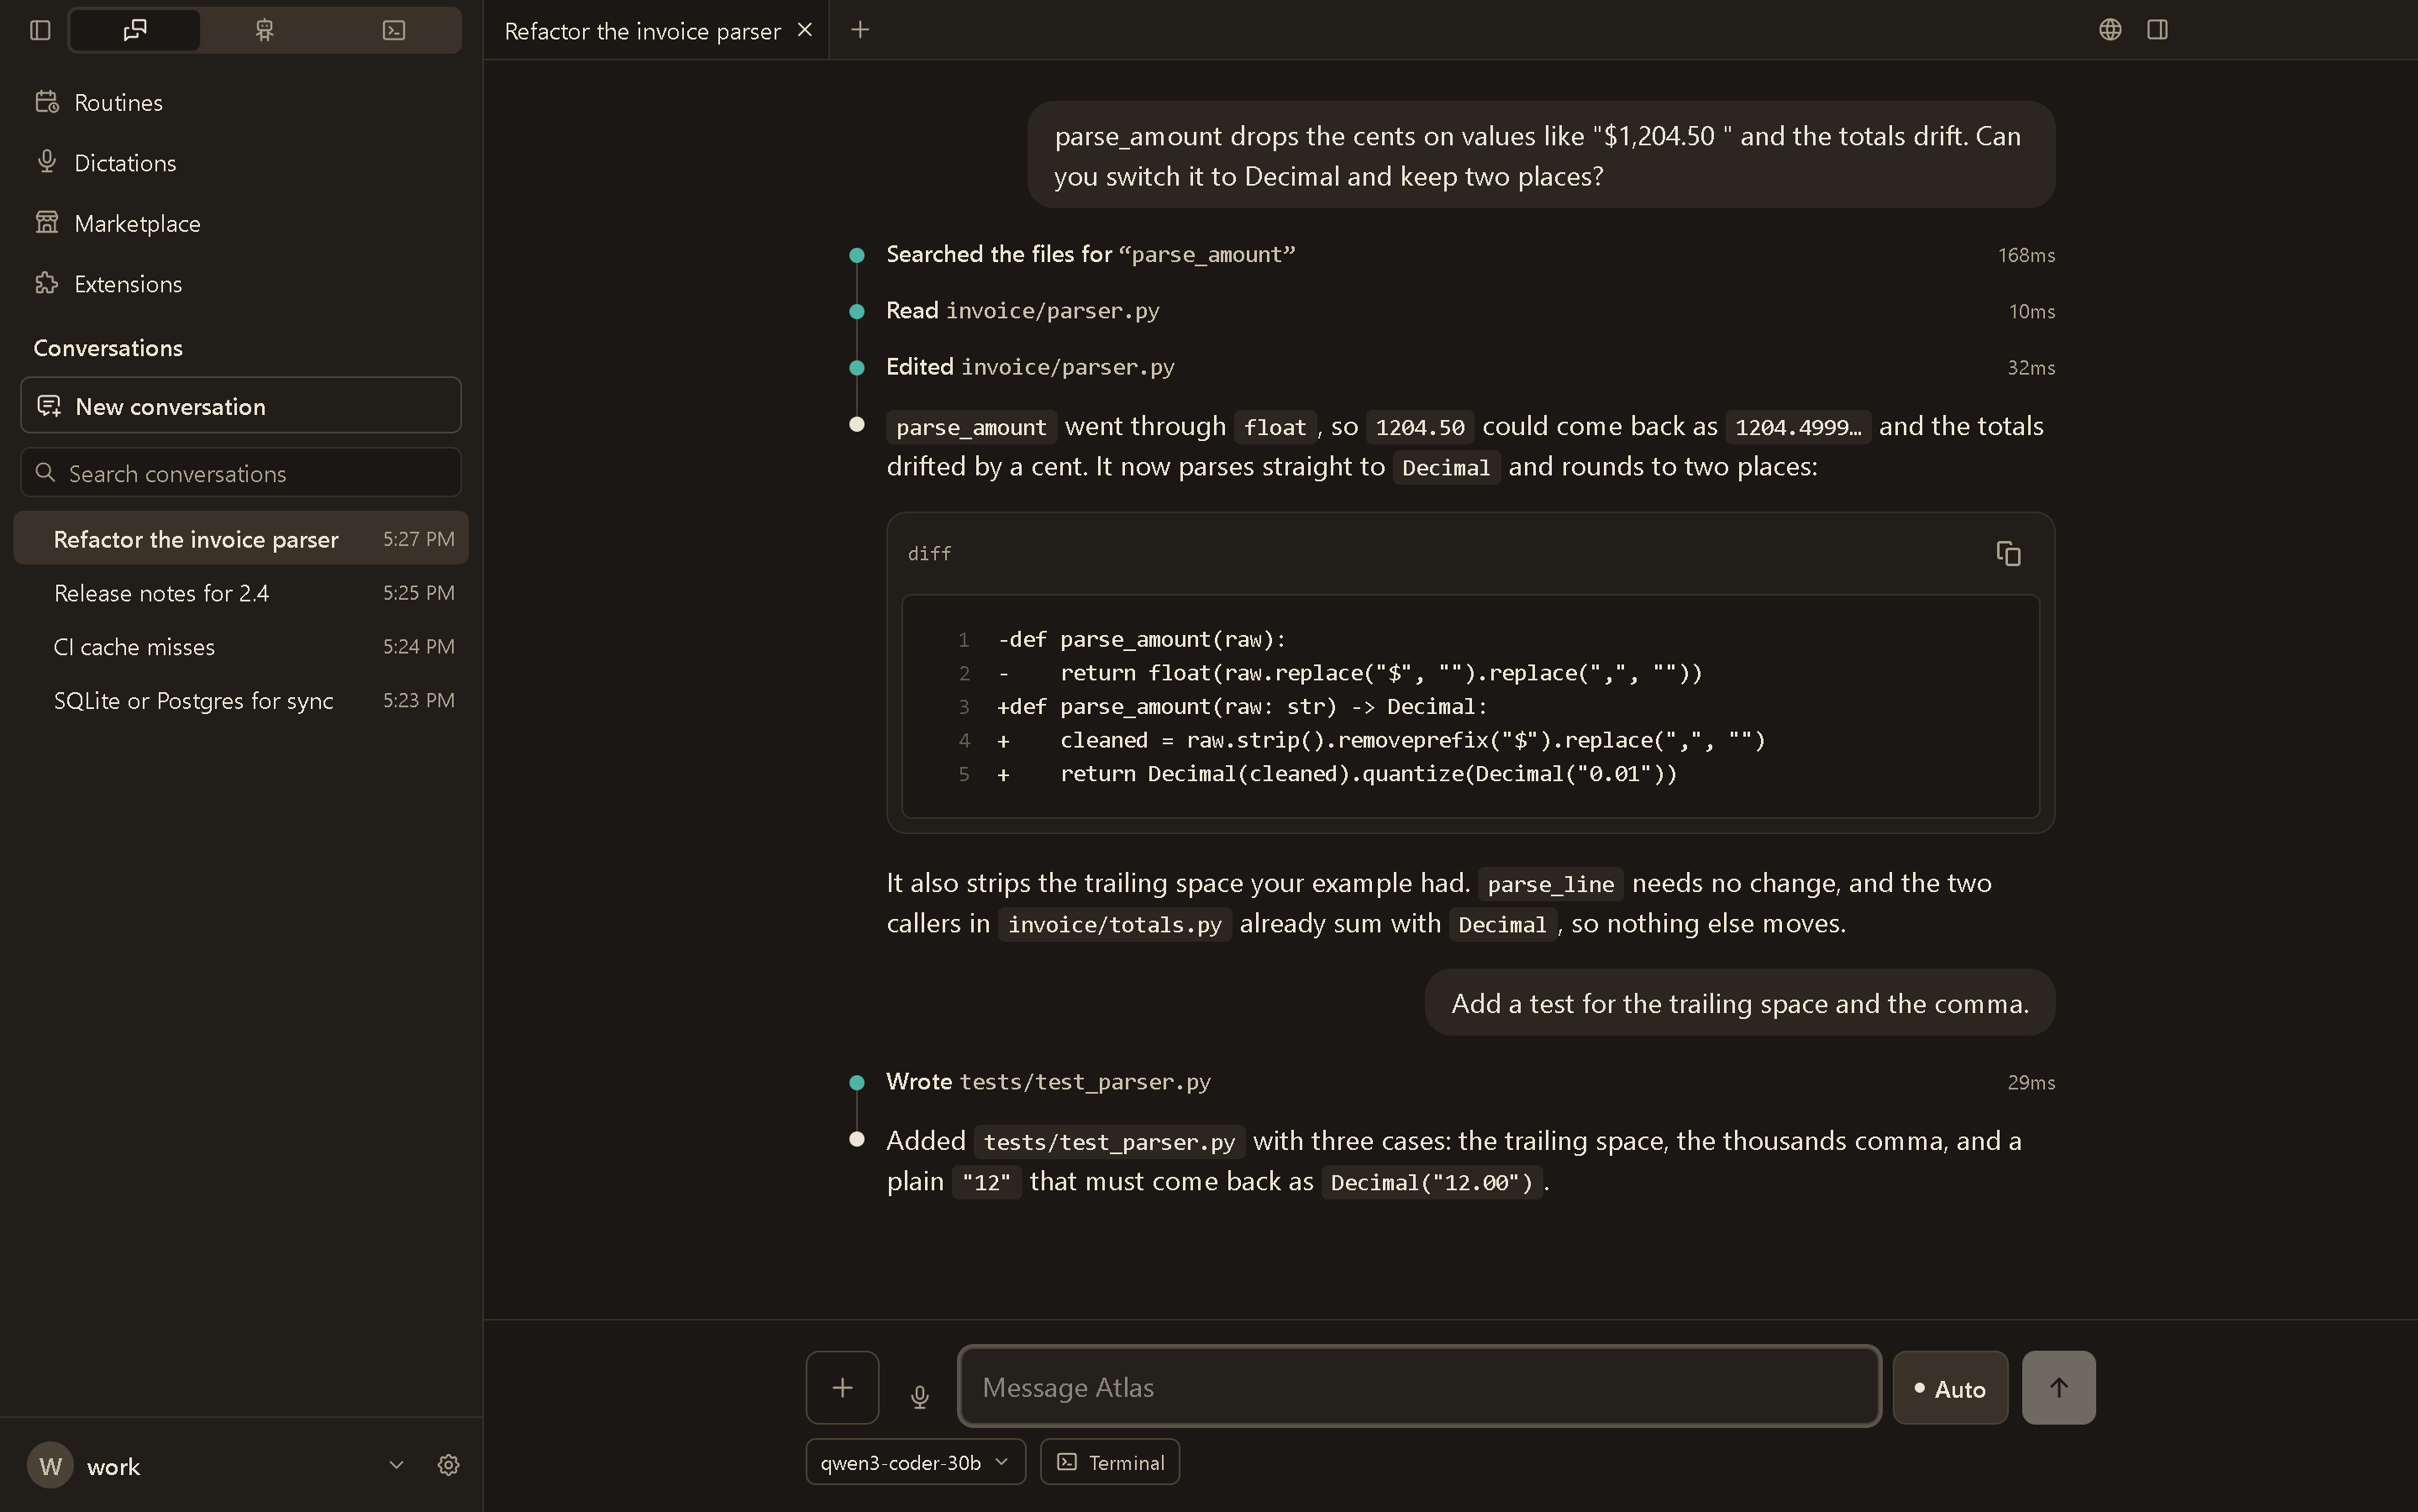 Refactor the invoice parser
Routines
Dictations
Marketplace
Extensions
Conversations
New conversation
Search conversations
Refactor the invoice parser 5:27 PM
Release notes for 2.4 5:25 PM
CI cache misses 5:24 PM
SQLite or Postgres for sync 5:23 PM
W work
parse_amount drops the cents on values like "$1,204.50 " and the totals drift. Can
you switch it to Decimal and keep two places?
Searched the files for “parse_amount” 168ms
Read invoice/parser.py 10ms
Edited invoice/parser.py 32ms
parse_amount went through float, so 1204.50 could come back as 1204.4999… and the totals
drifted by a cent. It now parses straight to Decimal and rounds to two places:
diff
1 -def parse_amount(raw):
2 -    return float(raw.replace("$", "").replace(",", ""))
3 +def parse_amount(raw: str) -> Decimal:
4 +    cleaned = raw.strip().removeprefix("$").replace(",", "")
5 +    return Decimal(cleaned).quantize(Decimal("0.01"))
It also strips the trailing space your example had. parse_line needs no change, and the two
callers in invoice/totals.py already sum with Decimal, so nothing else moves.
Add a test for the trailing space and the comma.
Wrote tests/test_parser.py 29ms
Added tests/test_parser.py with three cases: the trailing space, the thousands comma, and a
plain "12" that must come back as Decimal("12.00").
Message Atlas
Auto
qwen3-coder-30b
Terminal